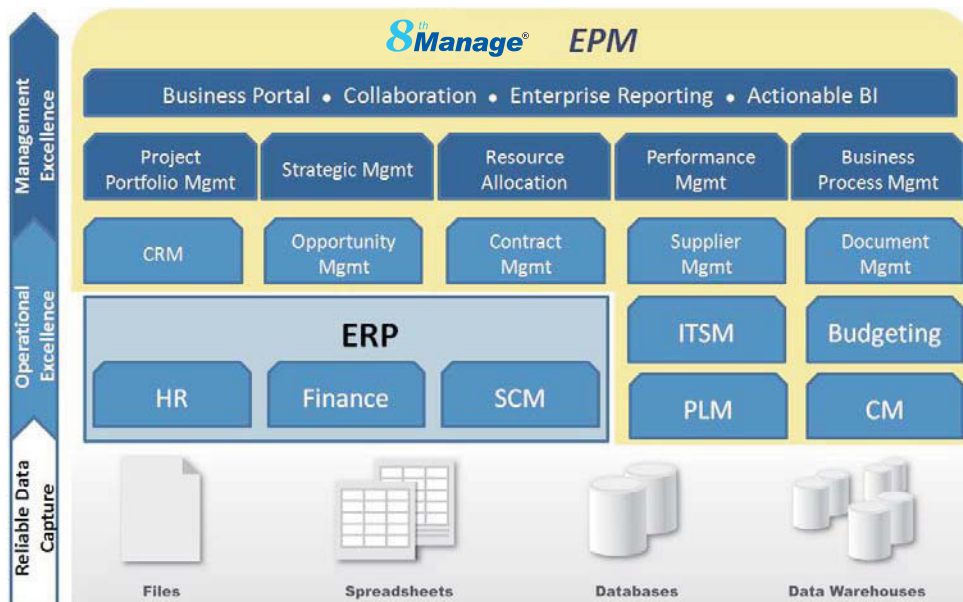 8thManage® EPM
Business Portal • Collaboration • Enterprise Reporting • Actionable BI
Project
Portfolio Mgmt
Strategic Mgmt
Resource
Allocation
Performance
Mgmt
Business
Process Mgmt
CRM
Opportunity
Mgmt
Contract
Mgmt
Supplier
Mgmt
Document
Mgmt
ERP
HR
Finance
SCM
ITSM
Budgeting
PLM
CM
Management
Excellence
Operational
Excellence
Reliable Data
Capture
Files
Spreadsheets
Databases
Data Warehouses